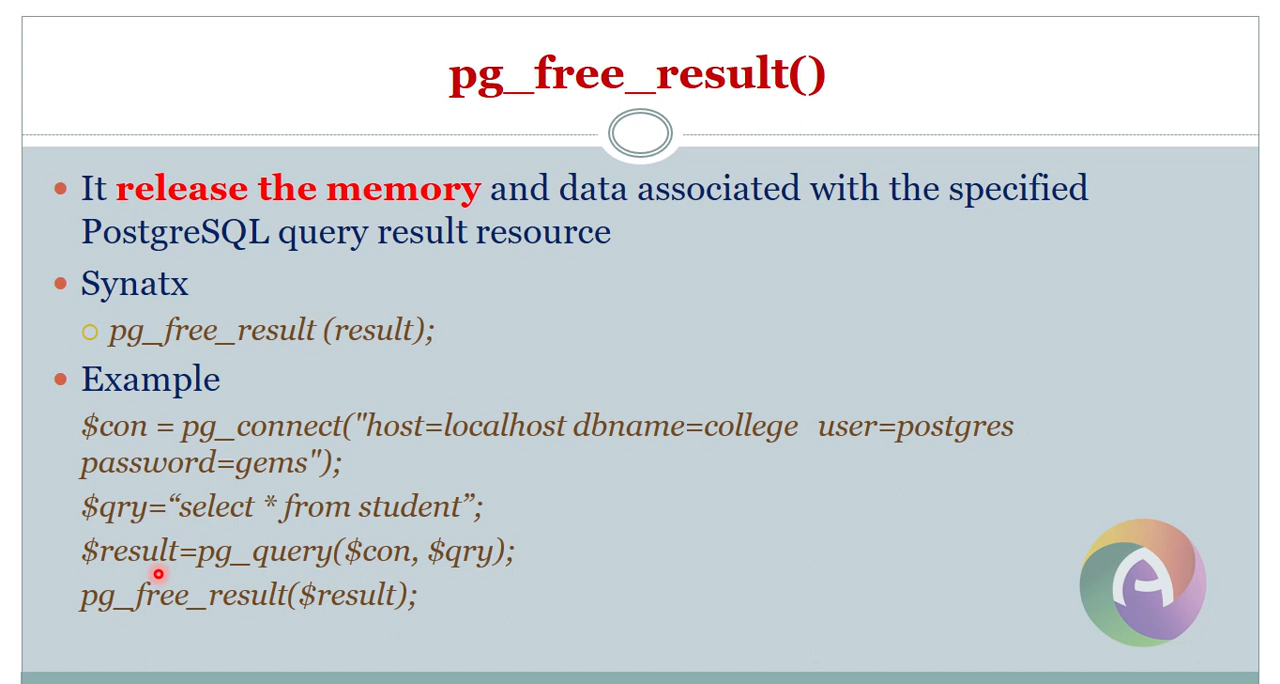 pg_free_result()
It release the memory and data associated with the specified
PostgreSQL query result resource
Synatx
pg_free_result (result);
Example
$con = pg_connect("host=localhost dbname=college user=postgres
password=gems");
$qry=“select * from student”;
$result=pg_query($con, $qry);
pg_free_result($result);